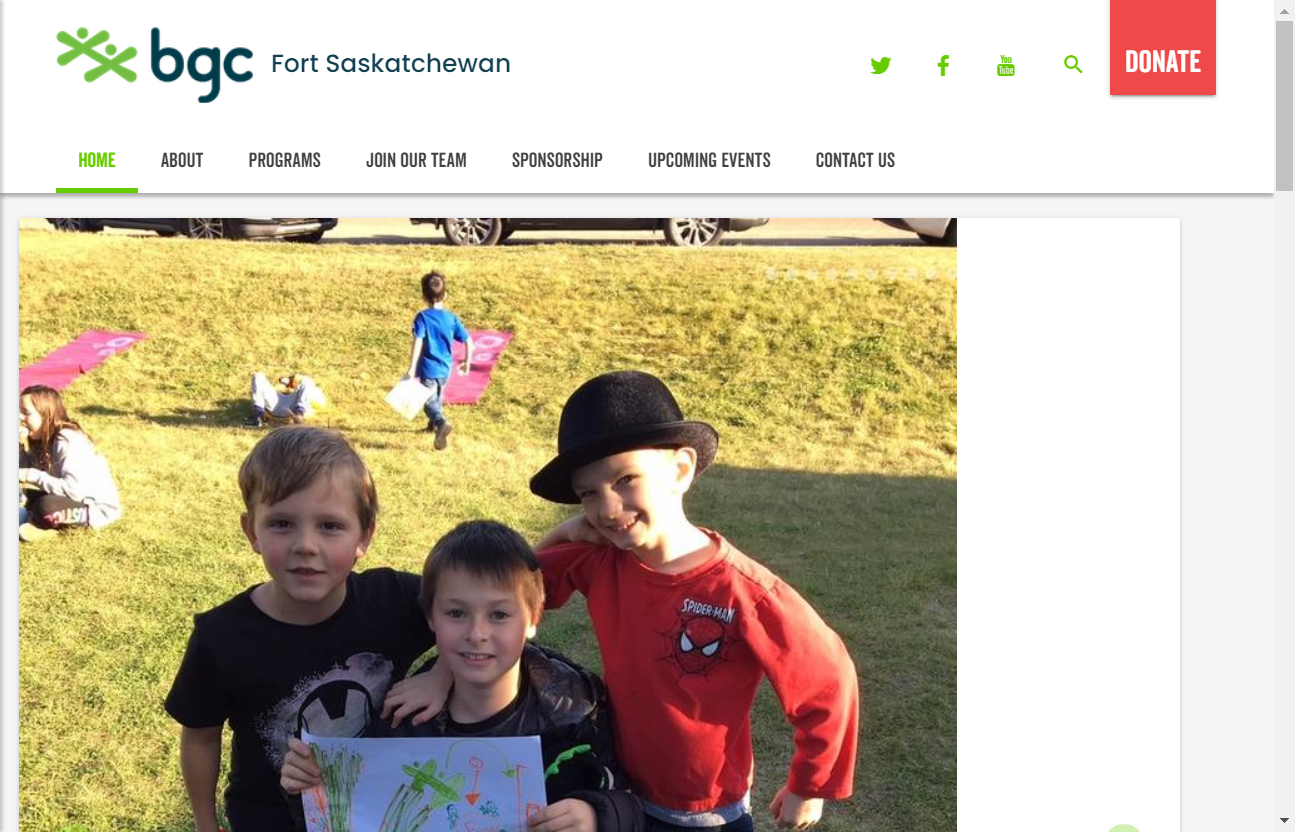 bgc Fort Saskatchewan
You
Tube
DONATE
HOME ABOUT PROGRAMS JOIN OUR TEAM SPONSORSHIP UPCOMING EVENTS CONTACT US
SPIDER-MAN